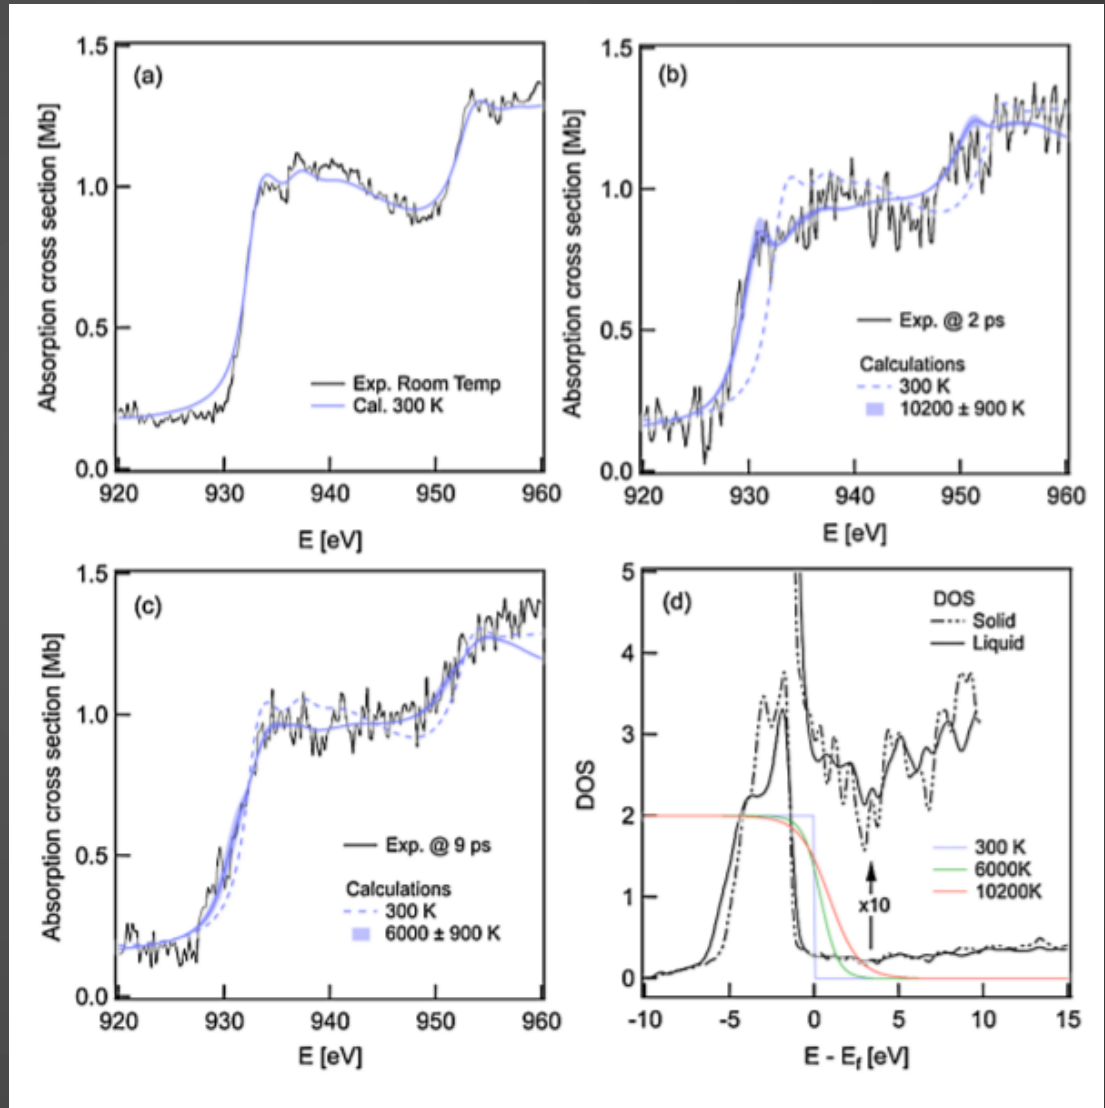 (a)
1.5
1.0
0.5
0.0
Absorption cross section [Mb]
Exp. Room Temp
Cal. 300 K
920 930 940 950 960
E [eV]
(b)
1.5
1.0
0.5
0.0
Absorption cross section [Mb]
Exp. @ 2 ps
Calculations
300 K
10200 ± 900 K
920 930 940 950 960
E [eV]
(c)
1.5
1.0
0.5
0.0
Absorption cross section [Mb]
Exp. @ 9 ps
Calculations
300 K
6000 ± 900 K
920 930 940 950 960
E [eV]
(d)
5
4
3
2
1
0
DOS
DOS
Solid
Liquid
300 K
6000K
10200K
x10
-10 -5 0 5 10 15
E - Ef [eV]